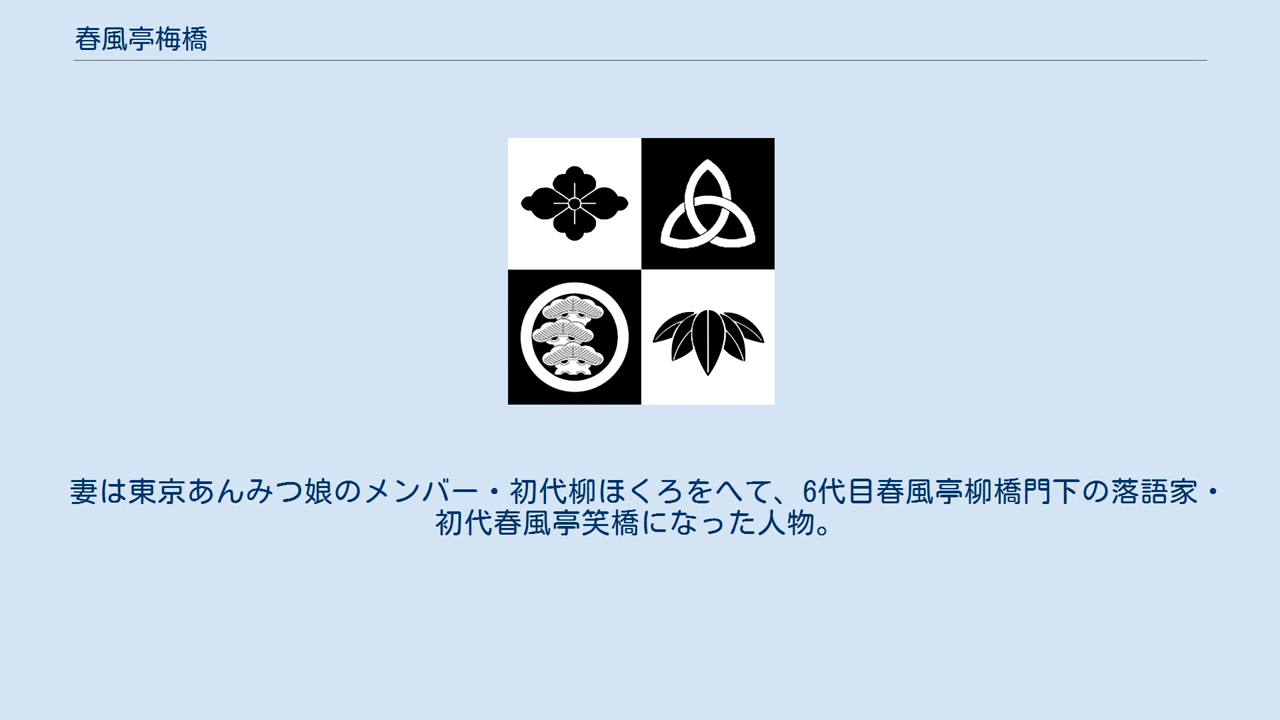 春風亭梅橋
妻は東京あんみつ娘のメンバー・初代柳ほくろをへて、6代目春風亭柳橋門下の落語家・
初代春風亭笑橋になった人物。